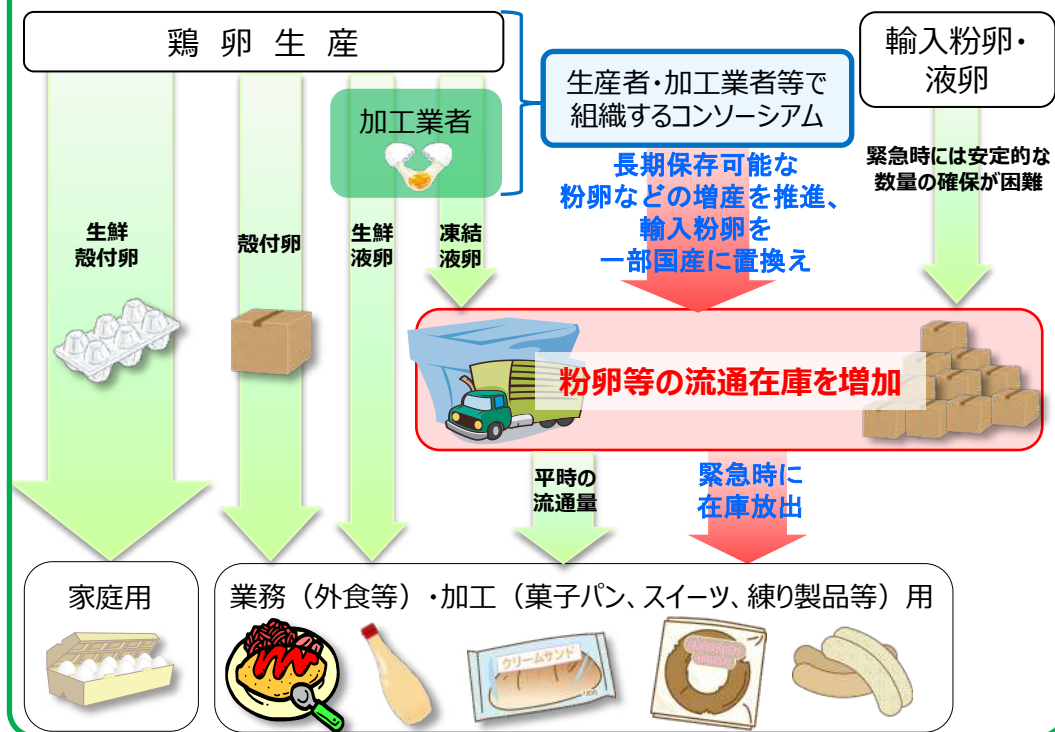 鶏 卵 生 産
輸入粉卵・
液卵
生産者・加工業者等で
組織するコンソーシアム
加工業者
緊急時には安定的な
数量の確保が困難
長期保存可能な
粉卵などの増産を推進、
輸入粉卵を
一部国産に置換え
生鮮
殻付卵
殻付卵
生鮮
液卵
凍結
液卵
粉卵等の流通在庫を増加
平時の
流通量
緊急時に
在庫放出
家庭用
業務（外食等）・加工（菓子パン、スイーツ、練り製品等）用
クリームサンド